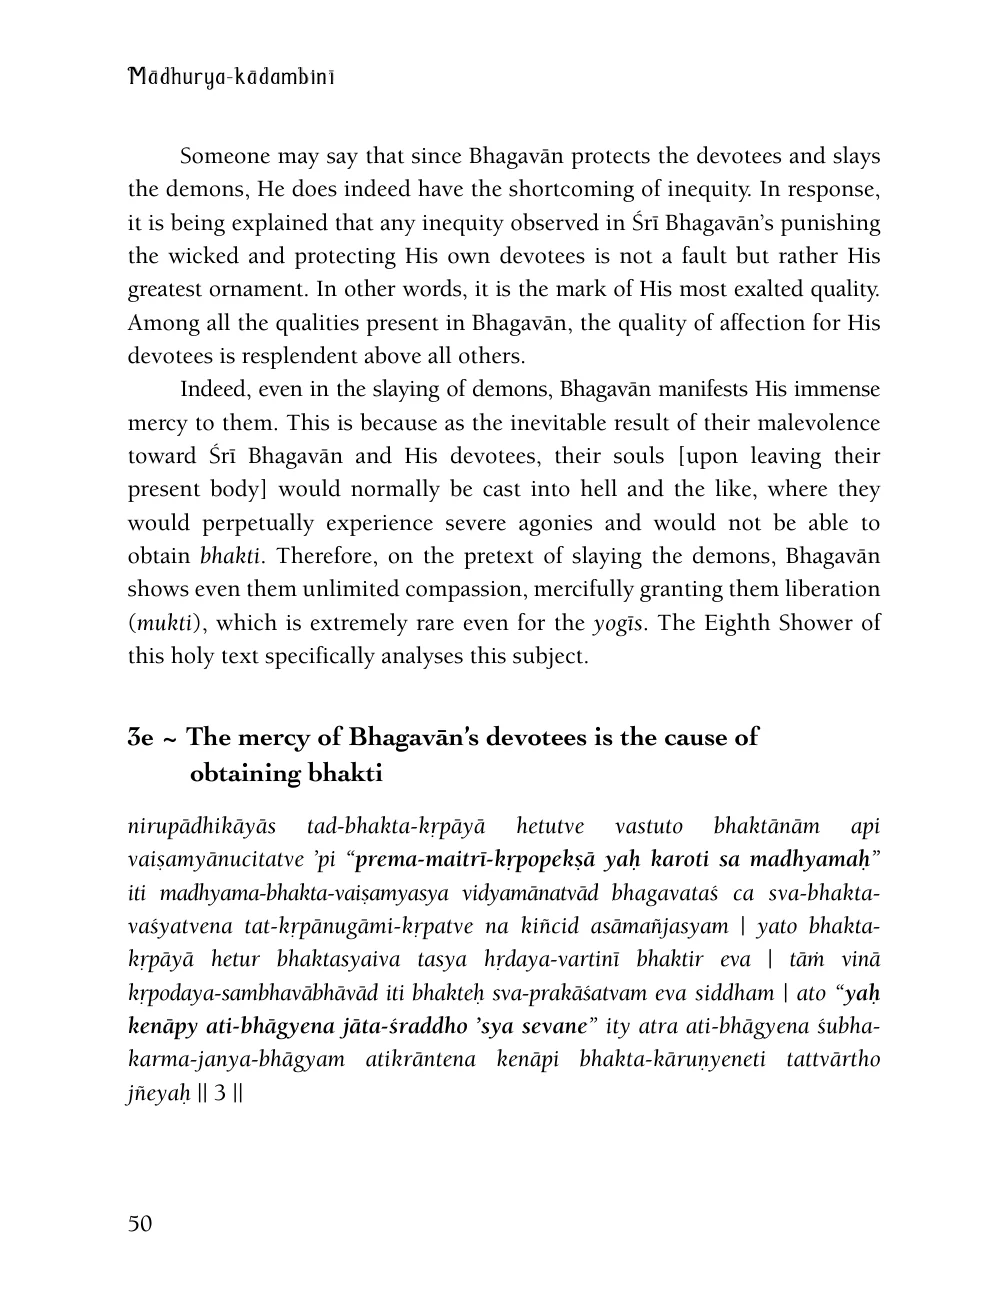 Mādhurya-kādambinī
Someone may say that since Bhagavān protects the devotees and slays
the demons, He does indeed have the shortcoming of inequity. In response,
it is being explained that any inequity observed in Śrī Bhagavān’s punishing
the wicked and protecting His own devotees is not a fault but rather His
greatest ornament. In other words, it is the mark of His most exalted quality.
Among all the qualities present in Bhagavān, the quality of affection for His
devotees is resplendent above all others.
Indeed, even in the slaying of demons, Bhagavān manifests His immense
mercy to them. This is because as the inevitable result of their malevolence
toward Śrī Bhagavān and His devotees, their souls [upon leaving their
present body] would normally be cast into hell and the like, where they
would perpetually experience severe agonies and would not be able to
obtain bhakti. Therefore, on the pretext of slaying the demons, Bhagavān
shows even them unlimited compassion, mercifully granting them liberation
(mukti), which is extremely rare even for the yogīs. The Eighth Shower of
this holy text specifically analyses this subject.
3e ~ The mercy of Bhagavān’s devotees is the cause of
obtaining bhakti
nirupādhikāyās tad-bhakta-kṛpāyā hetutve vastuto bhaktānām api
vaiṣamyānucitatve ’pi “prema-maitrī-kṛpopekṣā yaḥ karoti sa madhyamaḥ”
iti madhyama-bhakta-vaiṣamyasya vidyamānatvād bhagavataś ca sva-bhakta-
vaśyatvena tat-kṛpānugāmi-kṛpatve na kiñcid asāmañjasyam | yato bhakta-
kṛpāyā hetur bhaktasyaiva tasya hṛdaya-vartinī bhaktir eva | tāṁ vinā
kṛpodaya-sambhavābhāvād iti bhakteḥ sva-prakāśatvam eva siddham | ato “yaḥ
kenāpy ati-bhāgyena jāta-śraddho ’sya sevane” ity atra ati-bhāgyena śubha-
karma-janya-bhāgyam atikrāntena kenāpi bhakta-kāruṇyeneti tattvārtho
jñeyaḥ || 3 ||
50